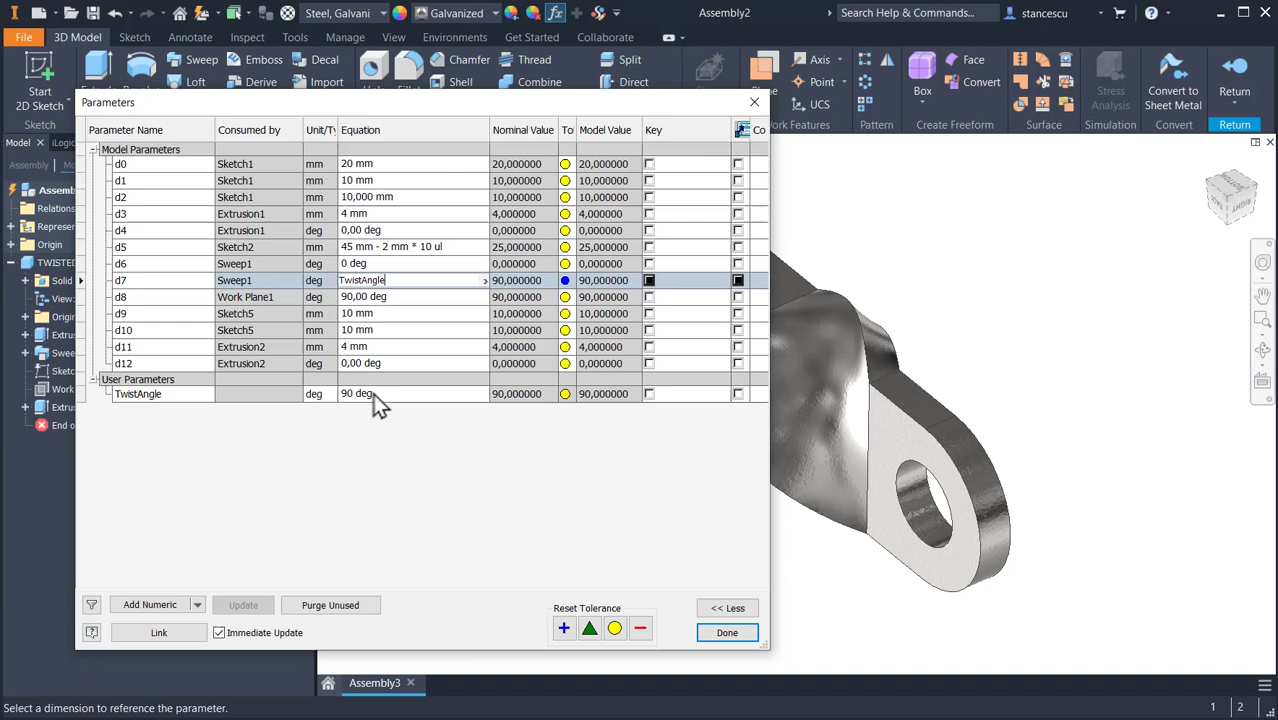 Steel, Galvani
Galvanized
Assembly2
Search Help & Commands...
stancescu
File
3D Model
Sketch
Annotate
Inspect
Tools
Manage
View
Environments
Get Started
Collaborate
Start
2D Sketch
Sweep
Emboss
Decal
Loft
Derive
Import
Chamfer
Thread
Split
Shell
Combine
Direct
Axis
Point
UCS
Box
Face
Convert
Stress
Analysis
Convert to
Sheet Metal
Return
Sketch
Work Features
Pattern
Create Freeform
Surface
Simulation
Convert
Return
Model
iLogic
Assembly
Assemb
Relations
Represer
Origin
TWISTED
Solid
View:
Origin
Extru
Sweep
Sketc
Work
Extru
End o
Parameters
Parameter Name Consumed by Unit/Ty Equation Nominal Value To Model Value Key Co
Model Parameters
d0 Sketch1 mm 20 mm 20,000000 20,000000
d1 Sketch1 mm 10 mm 10,000000 10,000000
d2 Sketch1 mm 10,000 mm 10,000000 10,000000
d3 Extrusion1 mm 4 mm 4,000000 4,000000
d4 Extrusion1 deg 0,00 deg 0,000000 0,000000
d5 Sketch2 mm 45 mm - 2 mm * 10 ul 25,000000 25,000000
d6 Sweep1 deg 0 deg 0,000000 0,000000
d7 Sweep1 deg TwistAngle > 90,000000 90,000000
d8 Work Plane1 deg 90,00 deg 90,000000 90,000000
d9 Sketch5 mm 10 mm 10,000000 10,000000
d10 Sketch5 mm 10 mm 10,000000 10,000000
d11 Extrusion2 mm 4 mm 4,000000 4,000000
d12 Extrusion2 deg 0,00 deg 0,000000 0,000000
User Parameters
TwistAngle deg 90 deg 90,000000 90,000000
Add Numeric
Update
Purge Unused
Reset Tolerance
<< Less
Link
Immediate Update
Done
Assembly3
Select a dimension to reference the parameter.
1 2